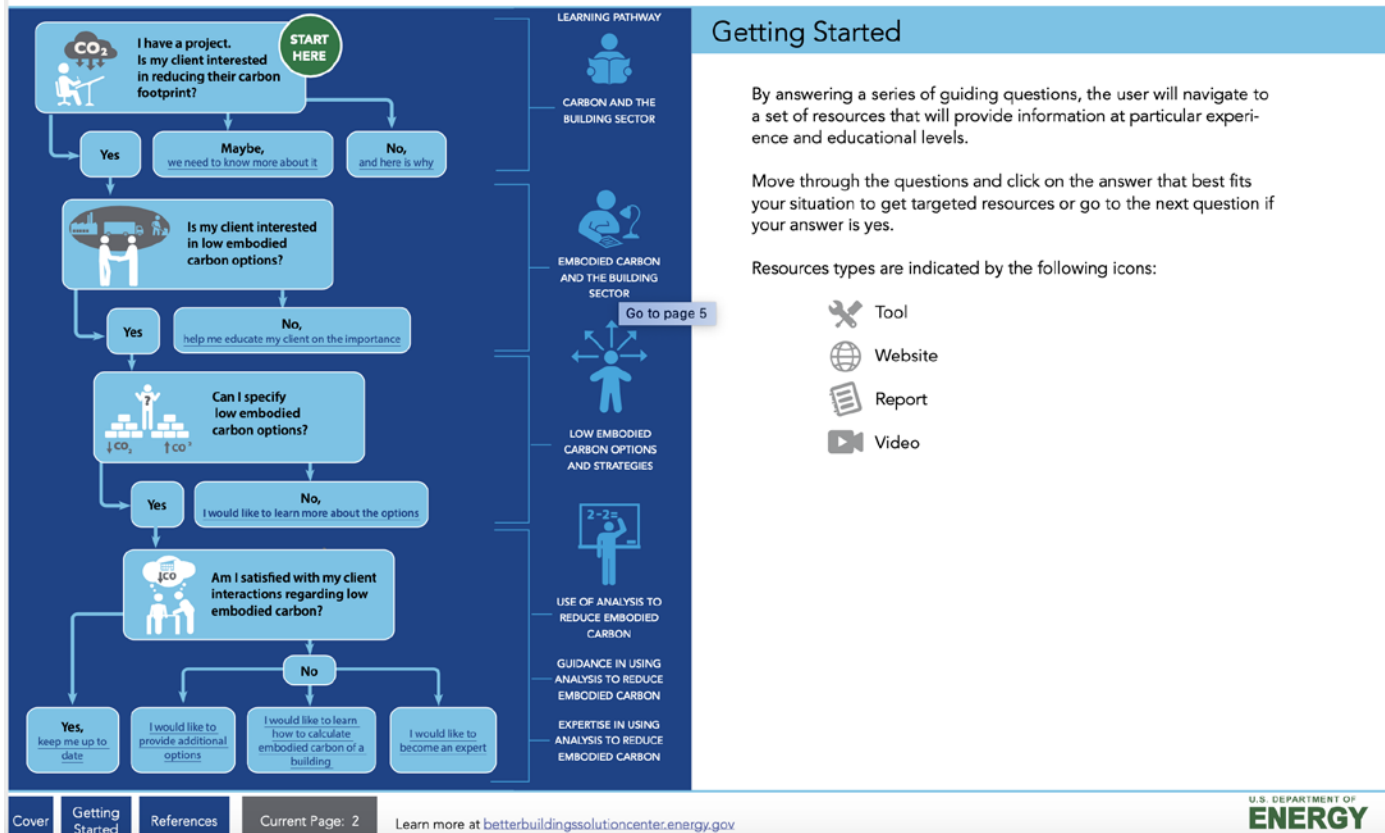 CO2
I have a project.
Is my client interested
in reducing their carbon
footprint?
START
HERE
Yes
Maybe,
we need to know more about it
No,
and here is why
Is my client interested
in low embodied
carbon options?
Yes
No,
help me educate my client on the importance
?
↓CO2
↑CO2
Can I specify
low embodied
carbon options?
Yes
No,
I would like to learn more about the options
↓CO
Am I satisfied with my client
interactions regarding low
embodied carbon?
No
Yes,
keep me up to
date
I would like to
provide additional
options
I would like to learn
how to calculate
embodied carbon of a
building
I would like to
become an expert
LEARNING PATHWAY
CARBON AND THE
BUILDING SECTOR
EMBODIED CARBON
AND THE BUILDING
SECTOR
Go to page 5
LOW EMBODIED
CARBON OPTIONS
AND STRATEGIES
2-2=
USE OF ANALYSIS TO
REDUCE EMBODIED
CARBON
GUIDANCE IN USING
ANALYSIS TO REDUCE
EMBODIED CARBON
EXPERTISE IN USING
ANALYSIS TO REDUCE
EMBODIED CARBON
Getting Started
By answering a series of guiding questions, the user will navigate to
a set of resources that will provide information at particular experi-
ence and educational levels.
Move through the questions and click on the answer that best fits
your situation to get targeted resources or go to the next question if
your answer is yes.
Resources types are indicated by the following icons:
Tool
Website
Report
Video
Cover
Getting
Started
References
Current Page: 2
Learn more at betterbuildingssolutioncenter.energy.gov
U.S. DEPARTMENT OF
ENERGY